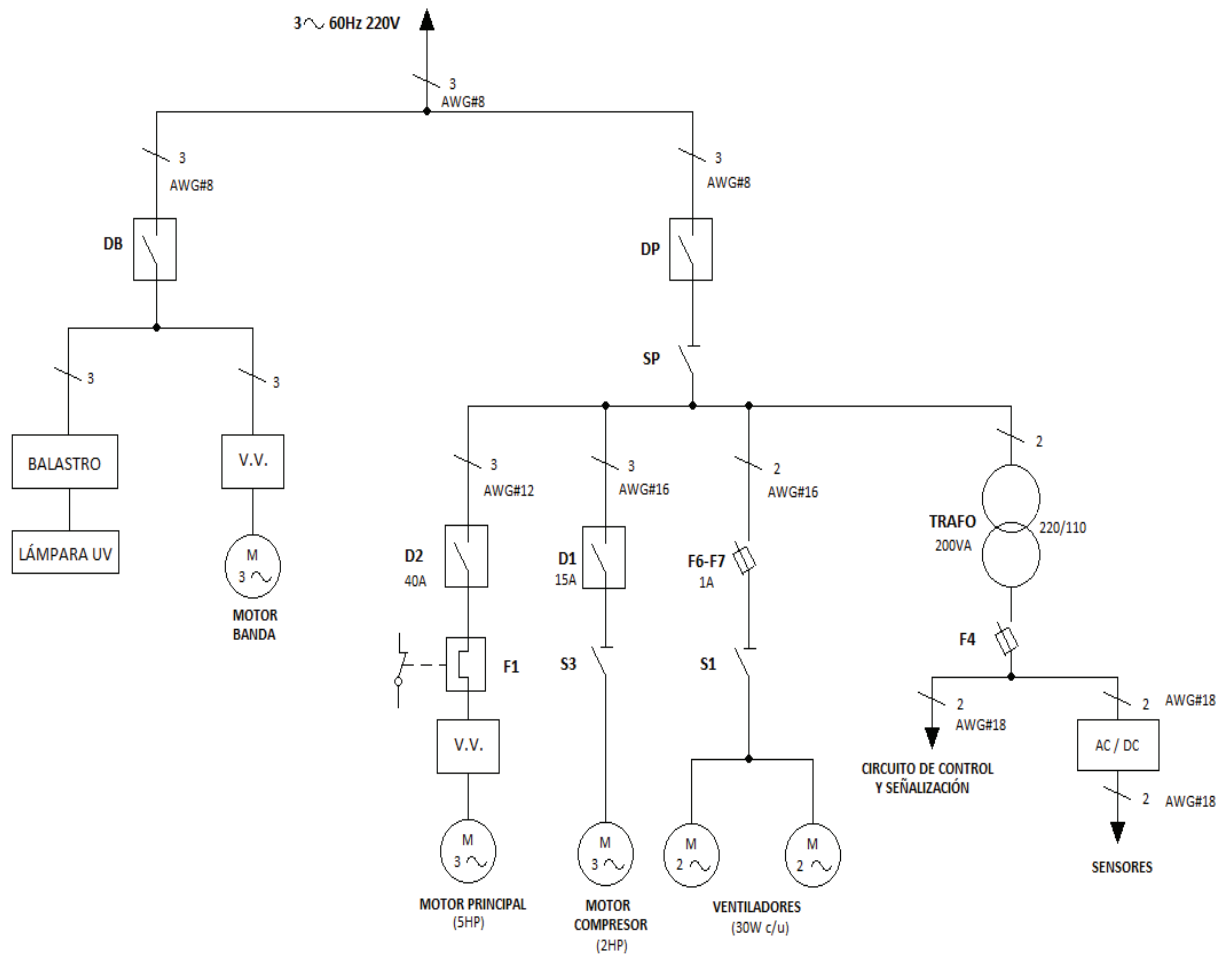 3∿ 60Hz 220V
3
AWG#8
3
AWG#8
3
AWG#8
DB
DP
SP
3
3
BALASTRO
V.V.
LÁMPARA UV
M
3∿
MOTOR
BANDA
3
AWG#12
3
AWG#16
2
AWG#16
2
D2
40A
D1
15A
F6-F7
1A
TRAFO
200VA
220/110
F1
S3
S1
F4
V.V.
2
AWG#18
2
AWG#18
AC / DC
CIRCUITO DE CONTROL
Y SEÑALIZACIÓN
2
AWG#18
SENSORES
M
3∿
MOTOR PRINCIPAL
(5HP)
M
3∿
MOTOR
COMPRESOR
(2HP)
M
2∿
M
2∿
VENTILADORES
(30W c/u)